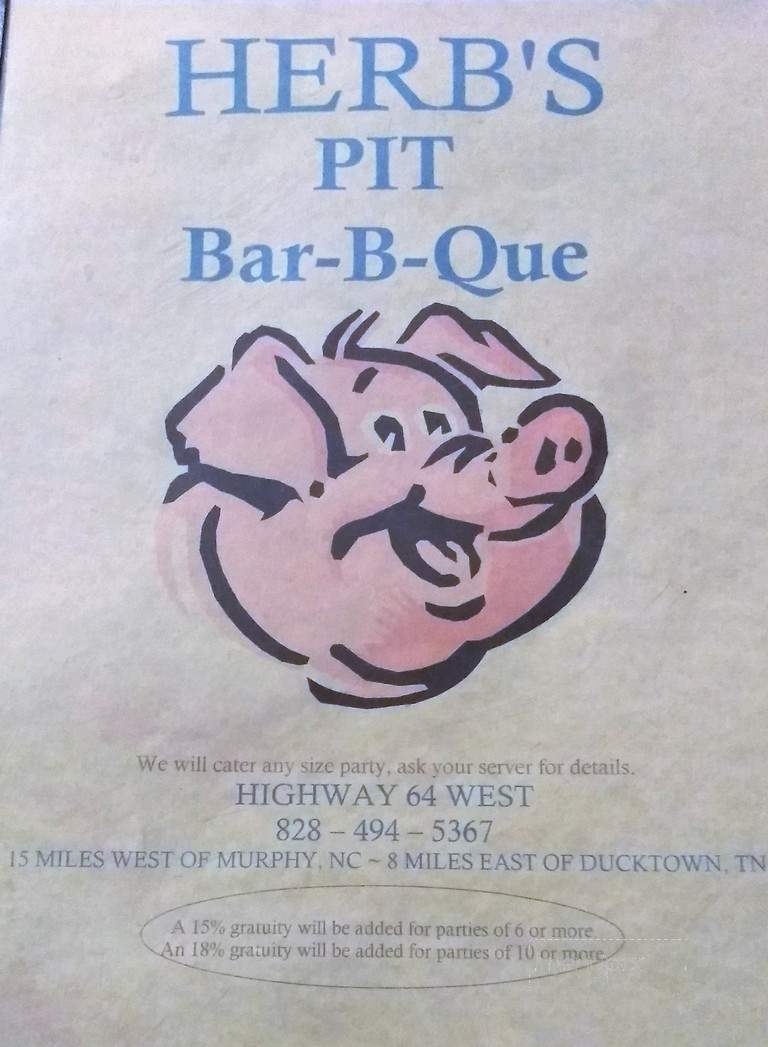 HERB'S
PIT
Bar-B-Que
We will cater any size party, ask your server for details.
HIGHWAY 64 WEST
828 – 494 – 5367
15 MILES WEST OF MURPHY, NC ~ 8 MILES EAST OF DUCKTOWN, TN
A 15% gratuity will be added for parties of 6 or more.
An 18% gratuity will be added for parties of 10 or more.